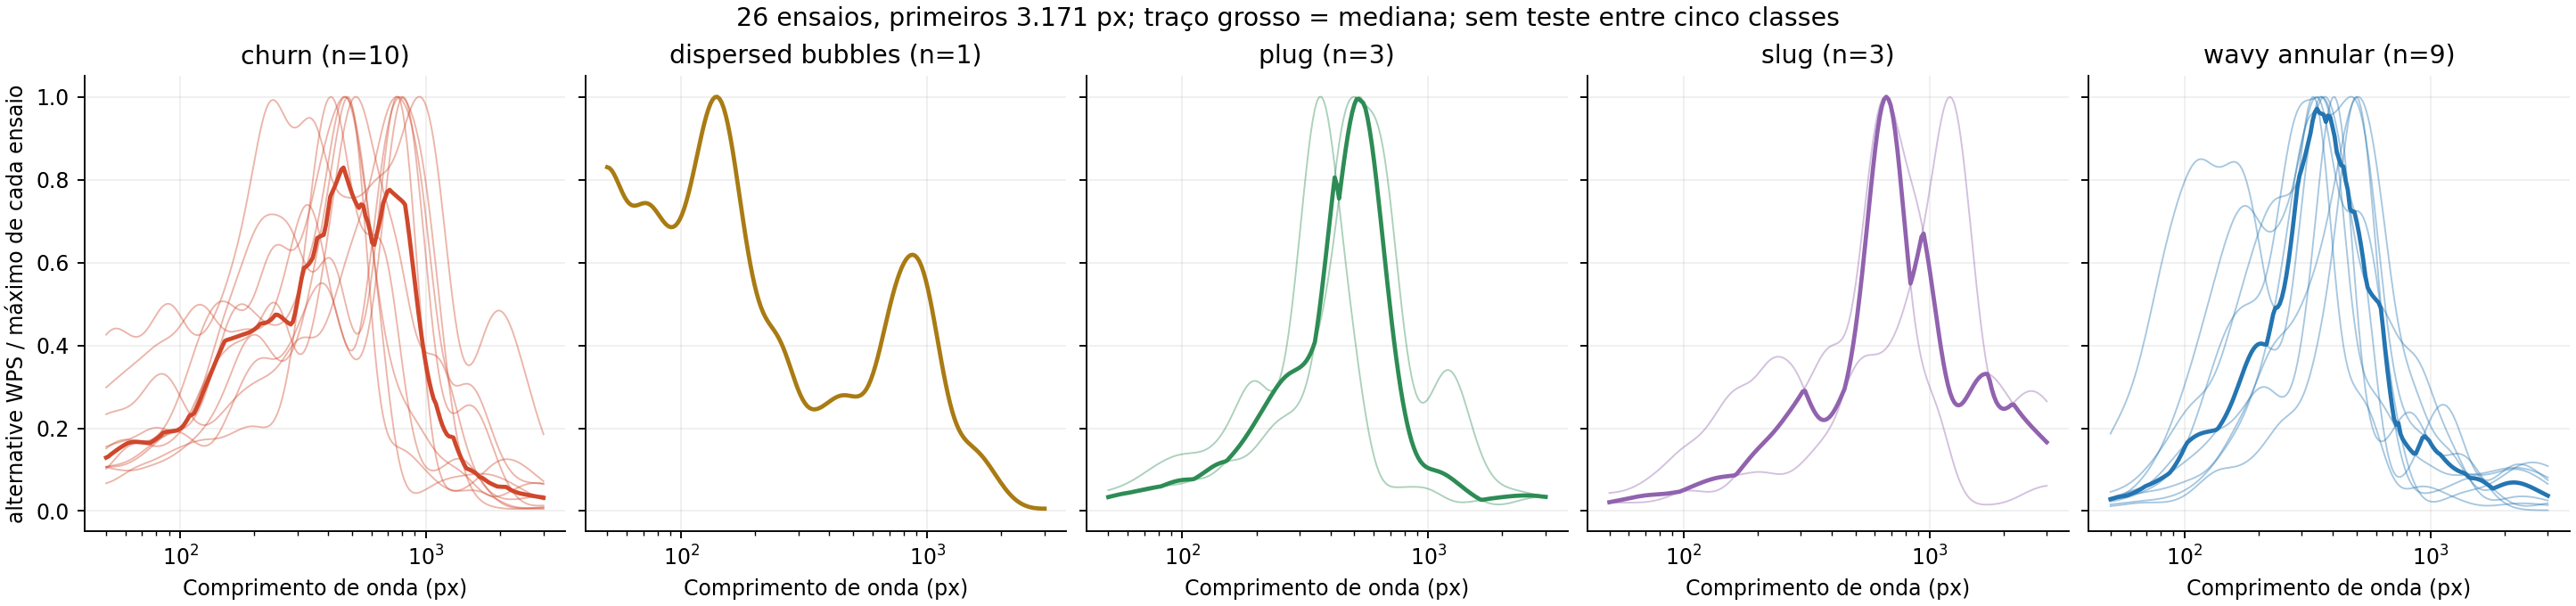 26 ensaios, primeiros 3.171 px; traço grosso = mediana; sem teste entre cinco classes
churn (n=10)
dispersed bubbles (n=1)
plug (n=3)
slug (n=3)
wavy annular (n=9)
alternative WPS / máximo de cada ensaio
1.0
0.8
0.6
0.4
0.2
0.0
10² 10³
10² 10³
10² 10³
10² 10³
10² 10³
Comprimento de onda (px)
Comprimento de onda (px)
Comprimento de onda (px)
Comprimento de onda (px)
Comprimento de onda (px)